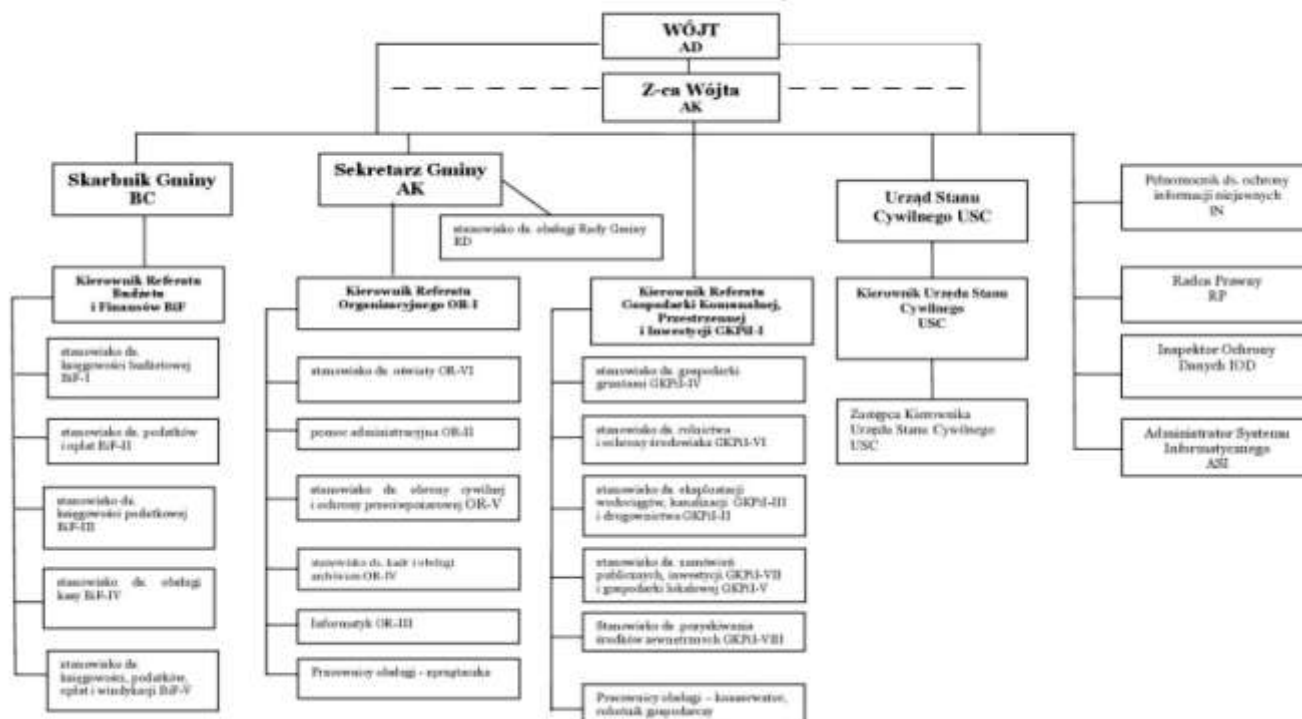 WÓJT
AD
Z-ca Wójta
AK
Skarbnik Gminy
BC
Sekretarz Gminy
AK
stanowisko ds. obsługi Rady Gminy
RD
Urząd Stanu
Cywilnego USC
Pełnomocnik ds. ochrony
informacji niejawnych
IN
Kierownik Referatu
Budżetu
i Finansów BiF
stanowisko ds.
księgowości budżetowej
BiF-I
stanowisko ds. podatków
i opłat BiF-II
stanowisko ds.
księgowości podatkowej
BiF-III
stanowisko ds. obsługi
kasy BiF-IV
stanowisko ds
księgowości, podatków,
opłat i windykacji BiF-V
Kierownik Referatu
Organizacyjnego OR-I
stanowisko ds. oświaty OR-VI
pomoc administracyjna OR-II
stanowisko ds. obrony cywilnej
i ochrony przeciwpożarowej OR-V
stanowisko ds. kadr i obsługi
archiwum OR-IV
Informatyk OR-III
Pracownicy obsługi - sprzątaczka
Kierownik Referatu
Gospodarki Komunalnej,
Przestrzennej
i Inwestycji GKPiI-I
stanowisko ds. gospodarki
gruntami GKPiI-IV
stanowisko ds. rolnictwa
i ochrony środowiska GKPiI-VI
stanowisko ds. eksploatacji
wodociągów, kanalizacji GKPiI-III
i drogownictwa GKPiI-II
stanowisko ds. zamówień
publicznych, inwestycji GKPiI-VII
i gospodarki lokalowej GKPiI-V
Stanowisko ds. pozyskiwania
środków zewnętrznych GKPiI-VIII
Pracownicy obsługi – konserwator,
robotnik gospodarczy
Kierownik Urzędu Stanu
Cywilnego
USC
Zastępca Kierownika
Urzędu Stanu Cywilnego
USC
Radca Prawny
RP
Inspektor Ochrony
Danych IOD
Administrator Systemu
Informatycznego
ASI